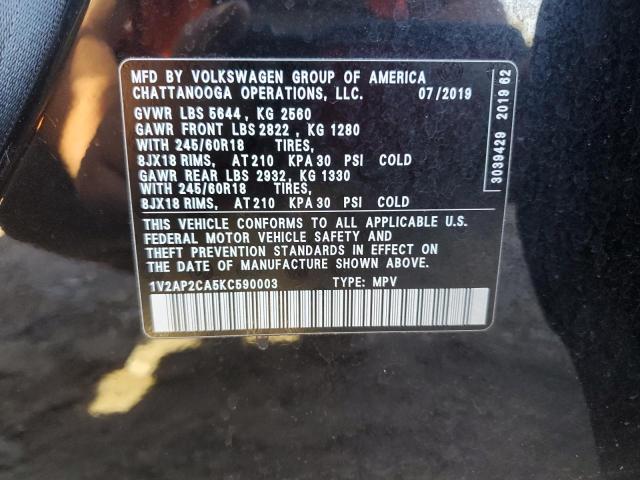 MFD BY VOLKSWAGEN GROUP OF AMERICA
CHATTANOOGA OPERATIONS, LLC. 07/2019
GVWR LBS 5644, KG 2560
GAWR FRONT LBS 2822, KG 1280
WITH 245/60R18 TIRES,
8JX18 RIMS, AT 210 KPA 30 PSI COLD
GAWR REAR LBS 2932, KG 1330
WITH 245/60R18 TIRES,
8JX18 RIMS, AT 210 KPA 30 PSI COLD
THIS VEHICLE CONFORMS TO ALL APPLICABLE U.S.
FEDERAL MOTOR VEHICLE SAFETY AND
THEFT PREVENTION STANDARDS IN EFFECT ON
THE DATE OF MANUFACTURE SHOWN ABOVE.
1V2AP2CA5KC590003 TYPE: MPV
3039429 2019 62